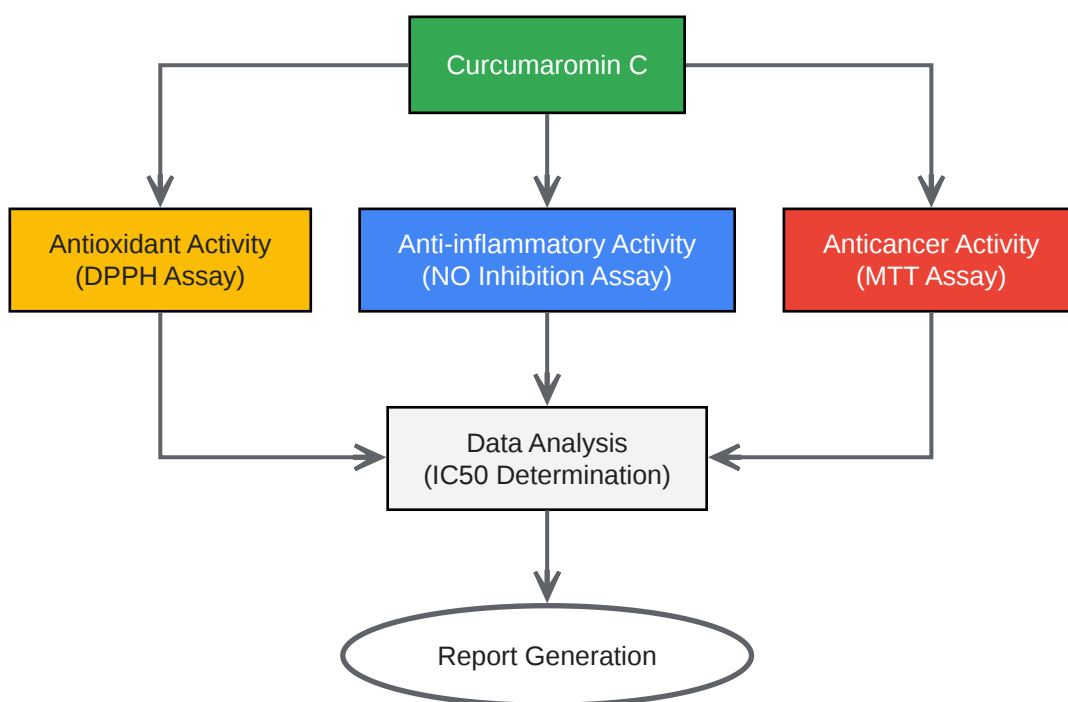 Curcumaromin C
Antioxidant Activity
(DPPH Assay)
Anti-inflammatory Activity
(NO Inhibition Assay)
Anticancer Activity
(MTT Assay)
Data Analysis
(IC50 Determination)
Report Generation